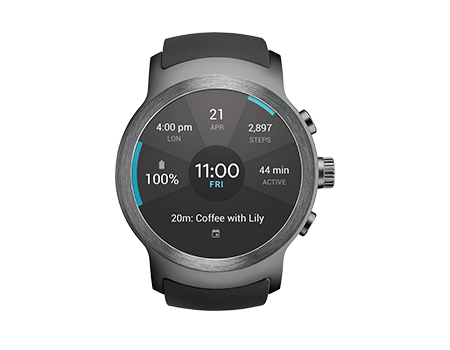 21
APR
4:00 pm
LON
2,897
STEPS
100%
11:00
FRI
44 min
ACTIVE
20m: Coffee with Lily